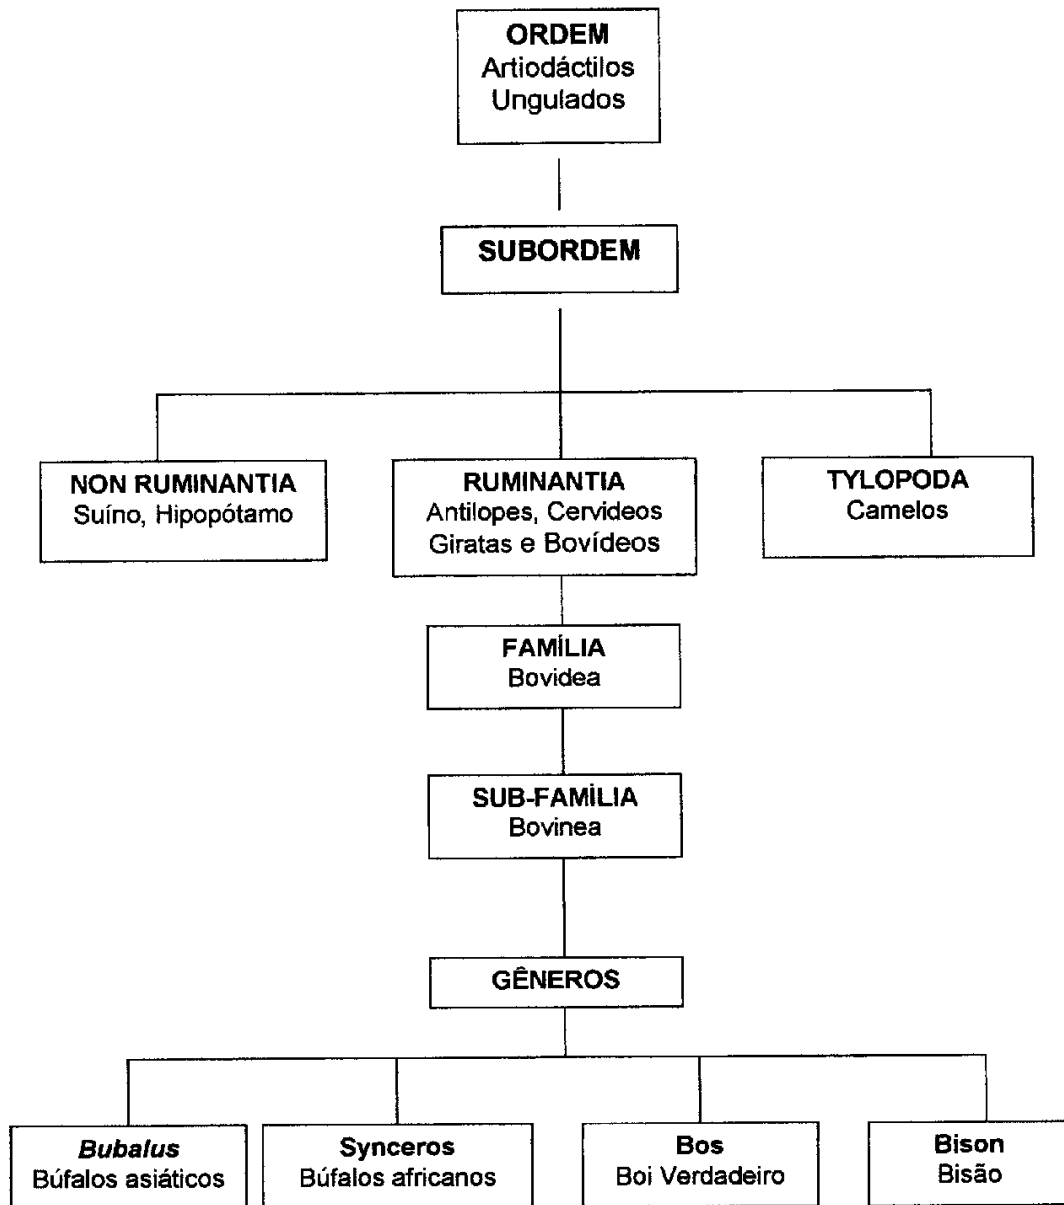 ORDEM
Artiodáctilos
Ungulados
SUBORDEM
NON RUMINANTIA
Suíno, Hipopótamo
RUMINANTIA
Antilopes, Cervideos
Giratas e Bovídeos
TYLOPODA
Camelos
FAMÍLIA
Bovidea
SUB-FAMÍLIA
Bovinea
GÊNEROS
Bubalus
Búfalos asiáticos
Synceros
Búfalos africanos
Bos
Boi Verdadeiro
Bison
Bisão